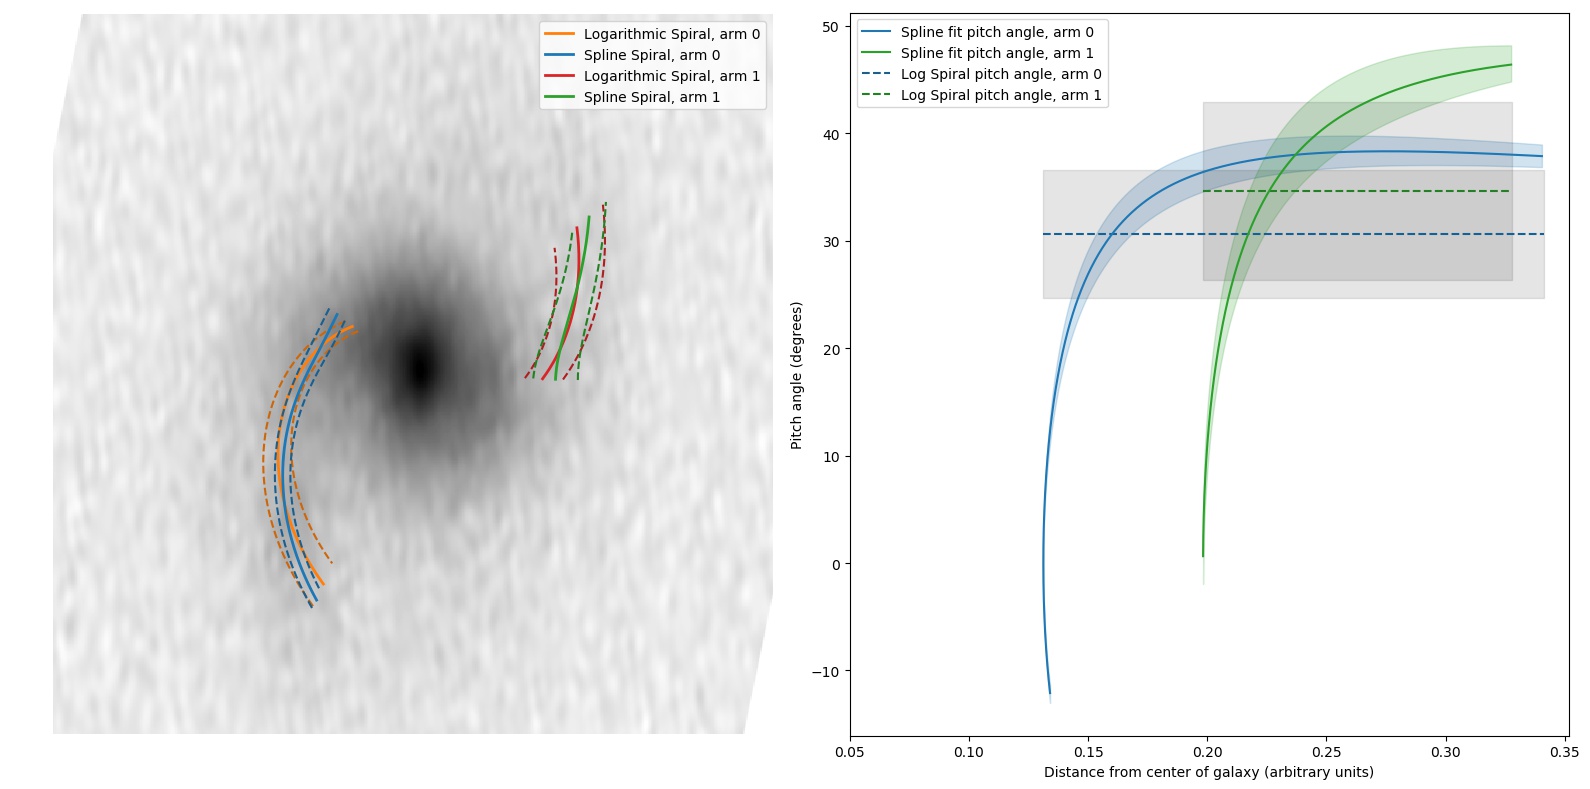 Logarithmic Spiral, arm 0
Spline Spiral, arm 0
Logarithmic Spiral, arm 1
Spline Spiral, arm 1
Spline fit pitch angle, arm 0
Spline fit pitch angle, arm 1
Log Spiral pitch angle, arm 0
Log Spiral pitch angle, arm 1
50
40
30
20
10
0
−10
Pitch angle (degrees)
0.05 0.10 0.15 0.20 0.25 0.30 0.35
Distance from center of galaxy (arbitrary units)